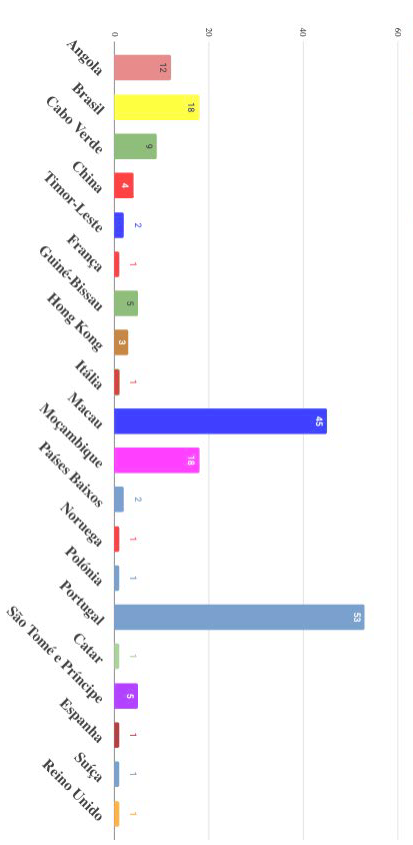 0
20
40
60
Angola
12
Brasil
18
Cabo Verde
9
China
4
Timor-Leste
2
França
1
Guiné-Bissau
5
Hong Kong
3
Itália
1
Macau
45
Moçambique
18
Países Baixos
2
Noruega
1
Polónia
1
Portugal
53
Catar
1
São Tomé e Príncipe
5
Espanha
1
Suíça
1
Reino Unido
1